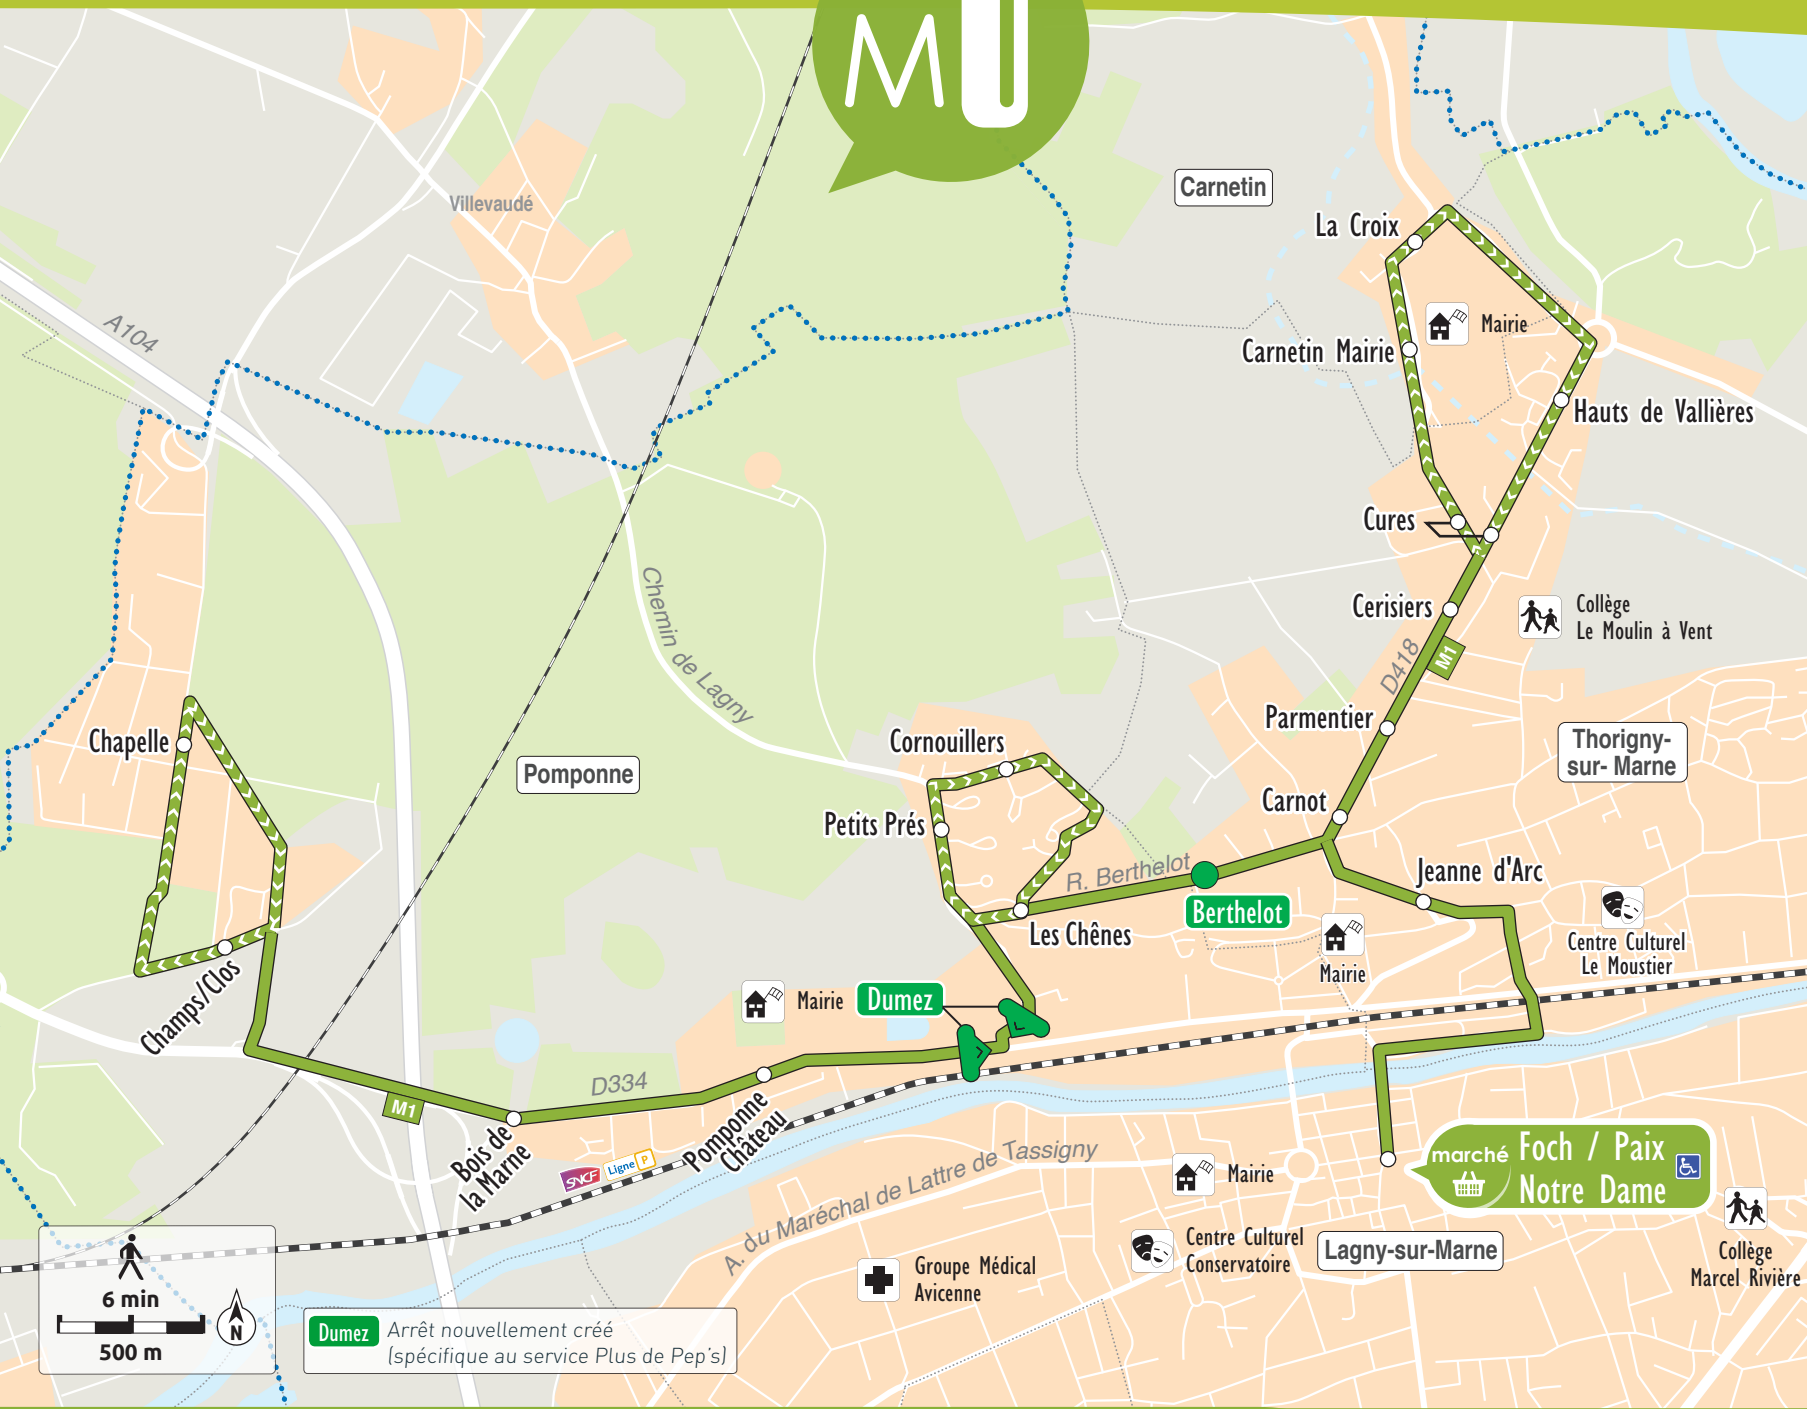 M
Carnetin
La Croix
Villevaudé
A104
Mairie
Carnetin Mairie
Hauts de Vallières
Cures
Cerisiers
Collège
Le Moulin à Vent
Chemin de Lagny
D418
M1
Parmentier
Chapelle
Cornouillers
Thorigny-
sur- Marne
Pomponne
Carnot
Petits Prés
R. Berthelot
Jeanne d'Arc
Berthelot
Les Chênes
Centre Culturel
Le Moustier
Mairie
Champs/Clos
Mairie
Dumez
D334
M1
Pomponne
Château
Bois de
la Marne
SNCF
Ligne P
A. du Maréchal de Lattre de Tassigny
Mairie
marché
Foch / Paix
Notre Dame
Centre Culturel
Conservatoire
Lagny-sur-Marne
Groupe Médical
Avicenne
Collège
Marcel Rivière
6 min
500 m
N
Dumez
Arrêt nouvellement créé
(spécifique au service Plus de Pep's)